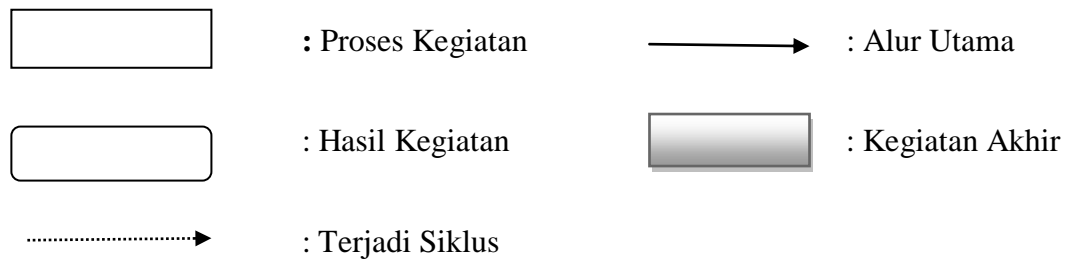 : Proses Kegiatan
: Alur Utama
: Hasil Kegiatan
: Kegiatan Akhir
: Terjadi Siklus